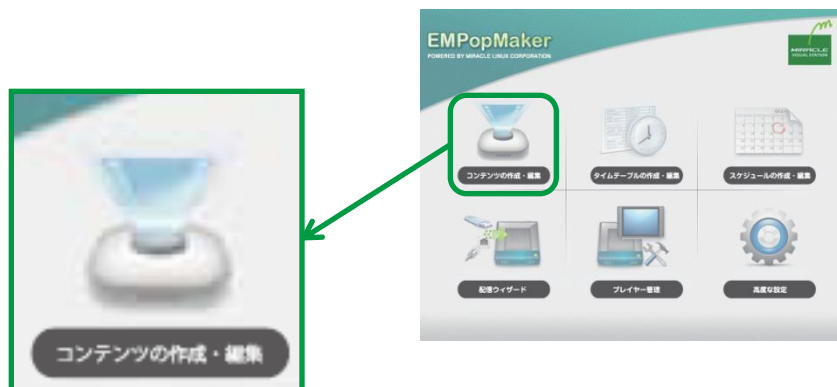 EMPopMaker
POWERED BY MIRACLE LINUX CORPORATION
MIRACLE
VISUAL STATION
コンテンツの作成・編集
タイムテーブルの作成・編集
スケジュールの作成・編集
配信ウィザード
プレイヤー管理
高度な設定
コンテンツの作成・編集